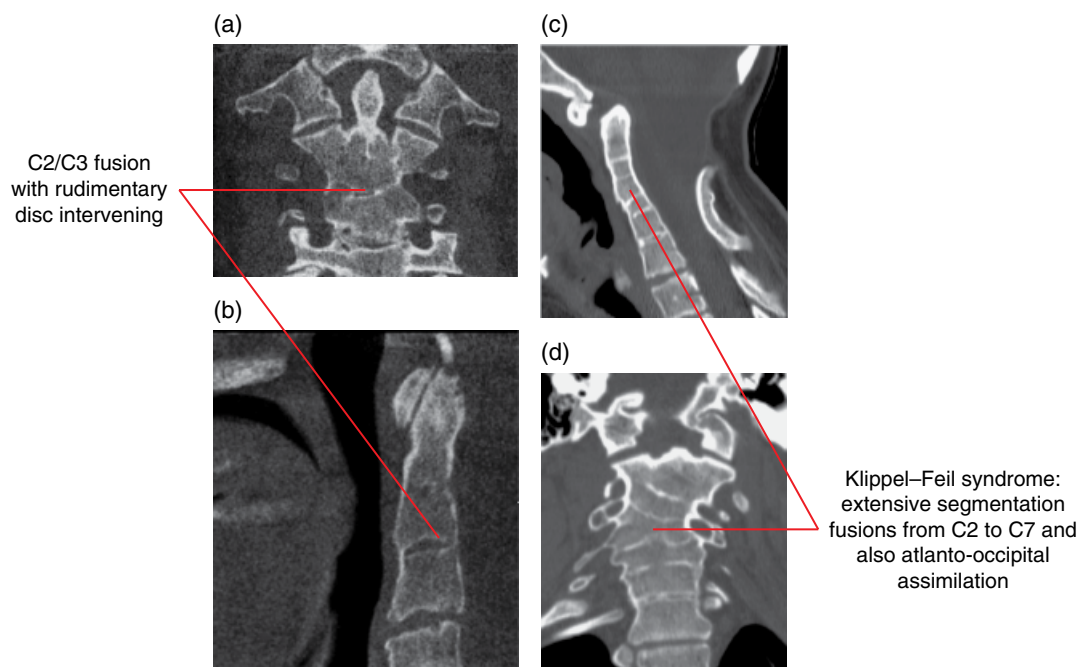 (a)
(c)
C2/C3 fusion
with rudimentary
disc intervening
(b)
(d)
Klippel–Feil syndrome:
extensive segmentation
fusions from C2 to C7 and
also atlanto-occipital
assimilation